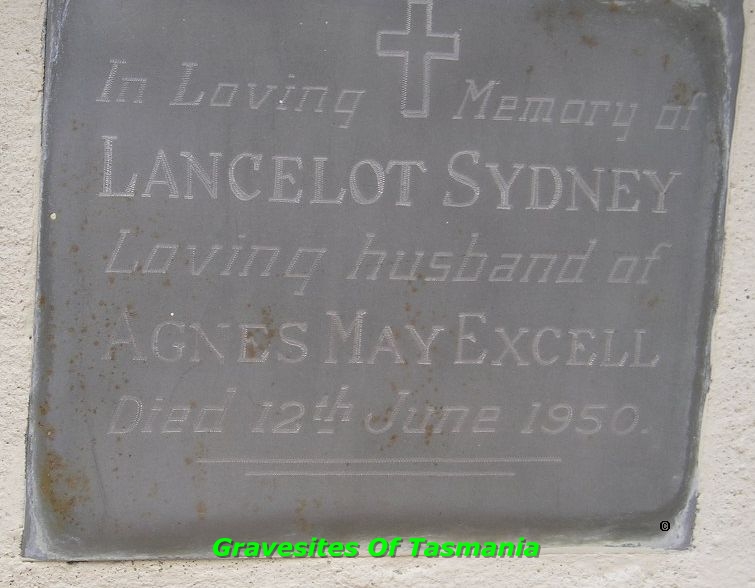 In Loving Memory of
LANCELOT SYDNEY
Loving husband of
AGNES MAY EXCELL
Died 12th June 1950.
©
Gravesites Of Tasmania